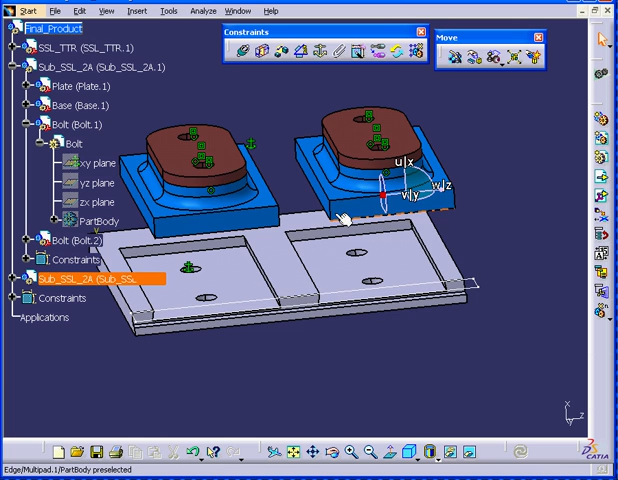 Start File Edit View Insert Tools Analyze Window Help
Constraints
Move
Final_Product
SSL_TTR (SSL_TTR.1)
Sub_SSL_2A (Sub_SSL_2A.1)
Plate (Plate.1)
Base (Base.1)
Bolt (Bolt.1)
Bolt
xy plane
yz plane
zx plane
PartBody
Bolt (Bolt.2)
Constraints
Sub_SSL_2A (Sub_SSL
Constraints
Applications
u|x
w|z
v|y
x
y
z
CATIA
Edge/Multipad.1/PartBody preselected